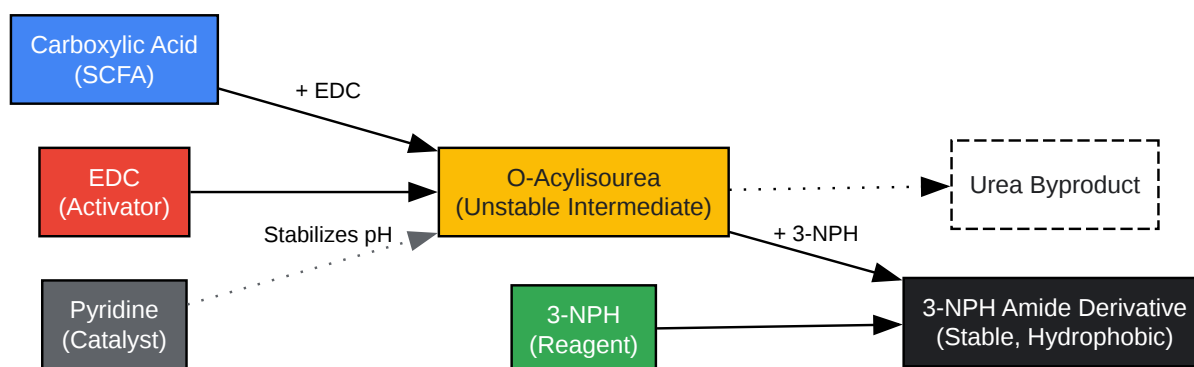 Carboxylic Acid
(SCFA)
+ EDC
EDC
(Activator)
O-Acylisourea
(Unstable Intermediate)
Urea Byproduct
Stabilizes pH
+ 3-NPH
Pyridine
(Catalyst)
3-NPH
(Reagent)
3-NPH Amide Derivative
(Stable, Hydrophobic)